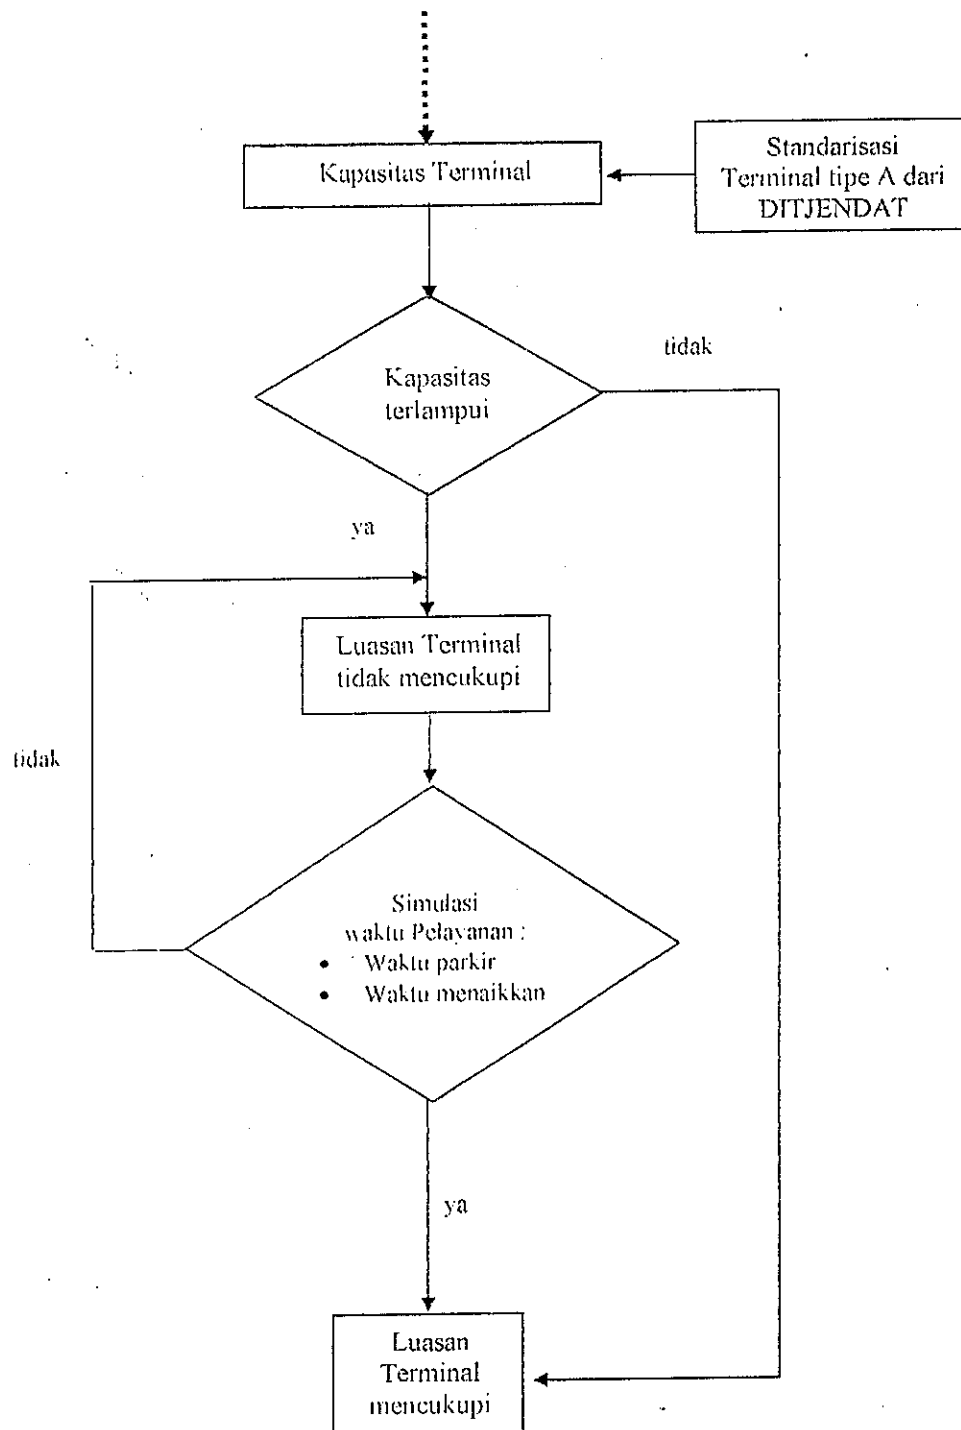 Kapasitas Terminal
Standarisasi
Terminal tipe A dari
DITJENDAT
Kapasitas
terlampui
tidak
ya
Luasan Terminal
tidak mencukupi
tidak
Simulasi
waktu Pelayanan :
• Waktu parkir
• Waktu menaikkan
ya
Luasan
Terminal
mencukupi